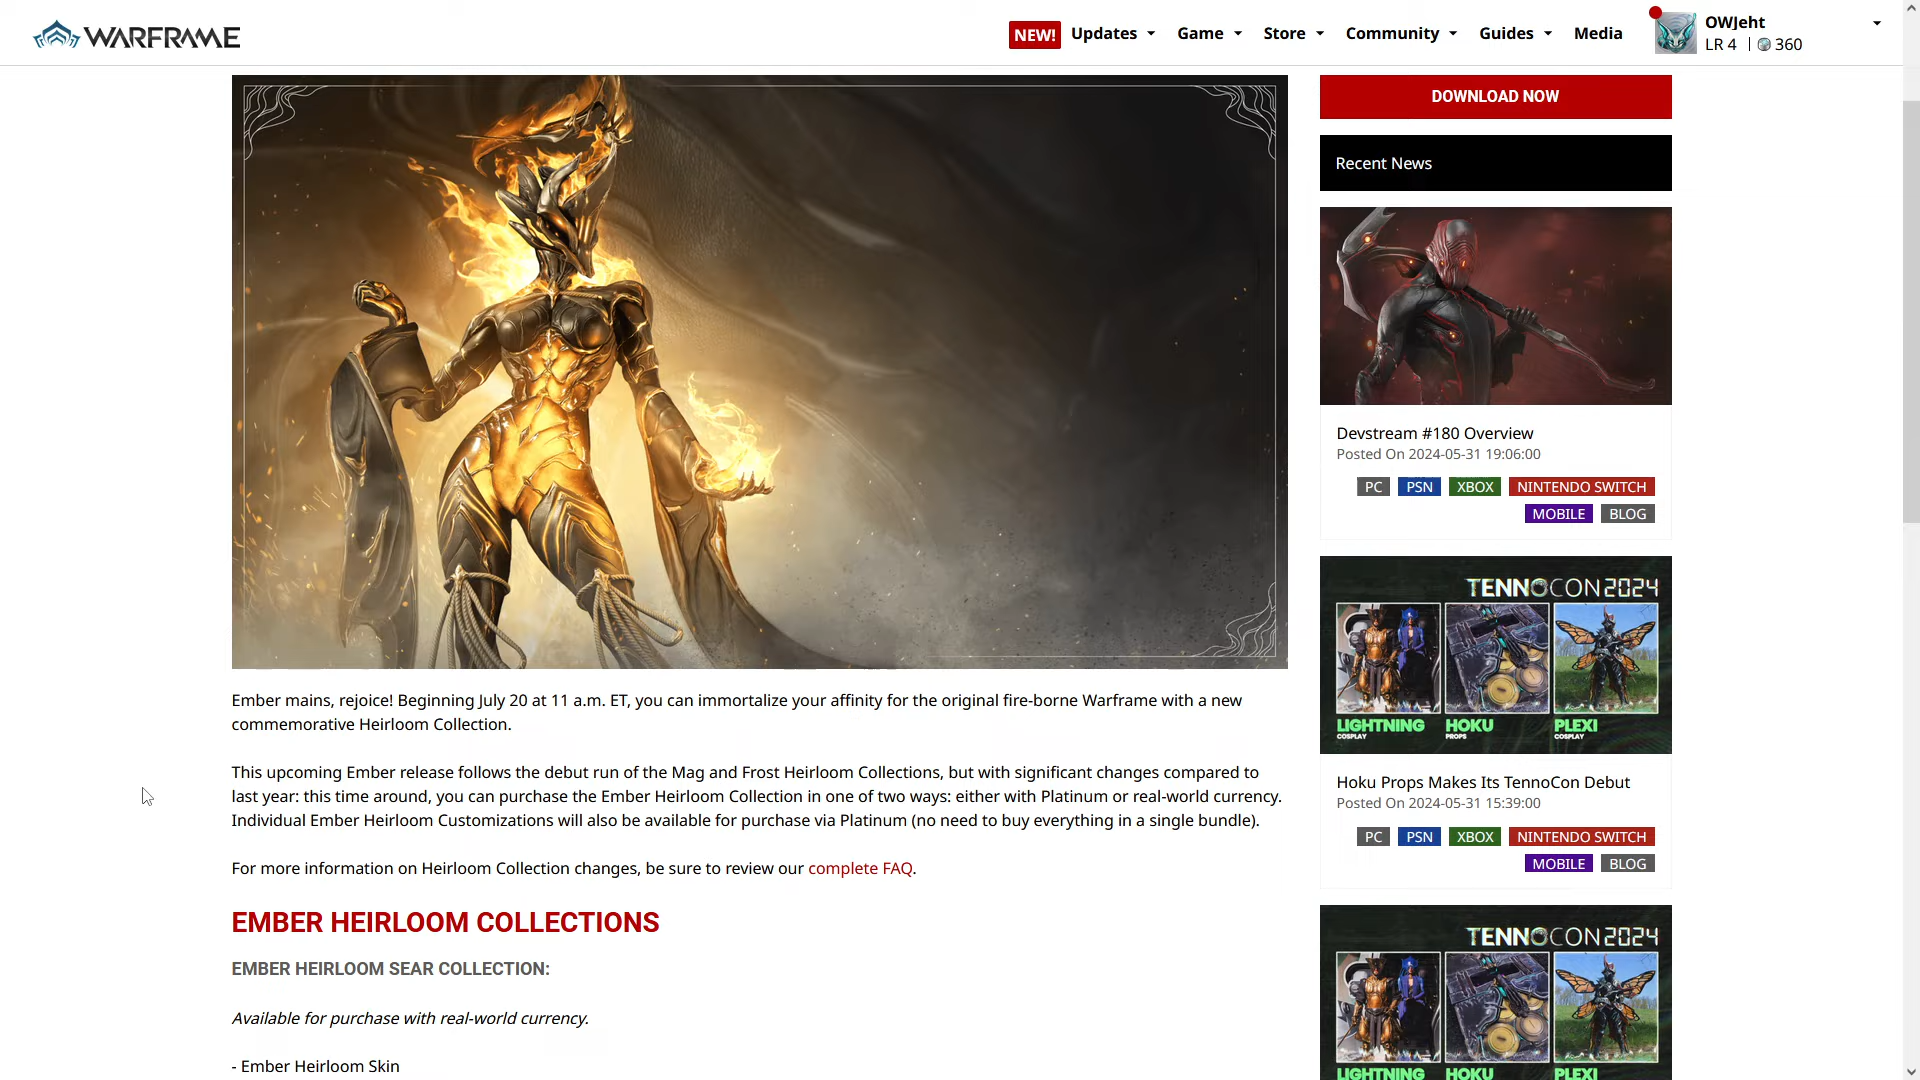 WARFRAME
NEW!
Updates
Game
Store
Community
Guides
Media
OWJeht
LR 4 | 360
DOWNLOAD NOW
Recent News
Devstream #180 Overview
Posted On 2024-05-31 19:06:00
PC PSN XBOX NINTENDO SWITCH
MOBILE BLOG
TENNOCON 2024
LIGHTNING HOKU PLEXI
COSPLAY PROPS COSPLAY
Hoku Props Makes Its TennoCon Debut
Posted On 2024-05-31 15:39:00
PC PSN XBOX NINTENDO SWITCH
MOBILE BLOG
TENNOCON 2024
LIGHTNING HOKU PLEXI
Ember mains, rejoice! Beginning July 20 at 11 a.m. ET, you can immortalize your affinity for the original fire-borne Warframe with a new
commemorative Heirloom Collection.
This upcoming Ember release follows the debut run of the Mag and Frost Heirloom Collections, but with significant changes compared to
last year: this time around, you can purchase the Ember Heirloom Collection in one of two ways: either with Platinum or real-world currency.
Individual Ember Heirloom Customizations will also be available for purchase via Platinum (no need to buy everything in a single bundle).
For more information on Heirloom Collection changes, be sure to review our complete FAQ.
EMBER HEIRLOOM COLLECTIONS
EMBER HEIRLOOM SEAR COLLECTION:
Available for purchase with real-world currency.
- Ember Heirloom Skin